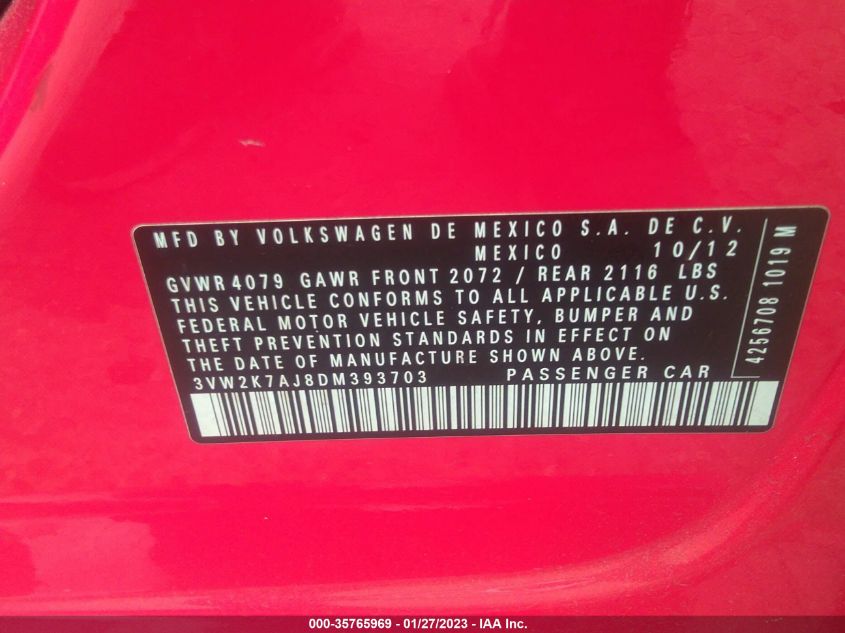 MFD BY VOLKSWAGEN DE MEXICO S.A. DE C.V.
MEXICO 10/12
GVWR 4079 GAWR FRONT 2072 / REAR 2116 LBS
THIS VEHICLE CONFORMS TO ALL APPLICABLE U.S.
FEDERAL MOTOR VEHICLE SAFETY, BUMPER AND
THEFT PREVENTION STANDARDS IN EFFECT ON
THE DATE OF MANUFACTURE SHOWN ABOVE.
3VW2K7AJ8DM393703 PASSENGER CAR
4256708 1019 M
000-35765969 - 01/27/2023 - IAA Inc.